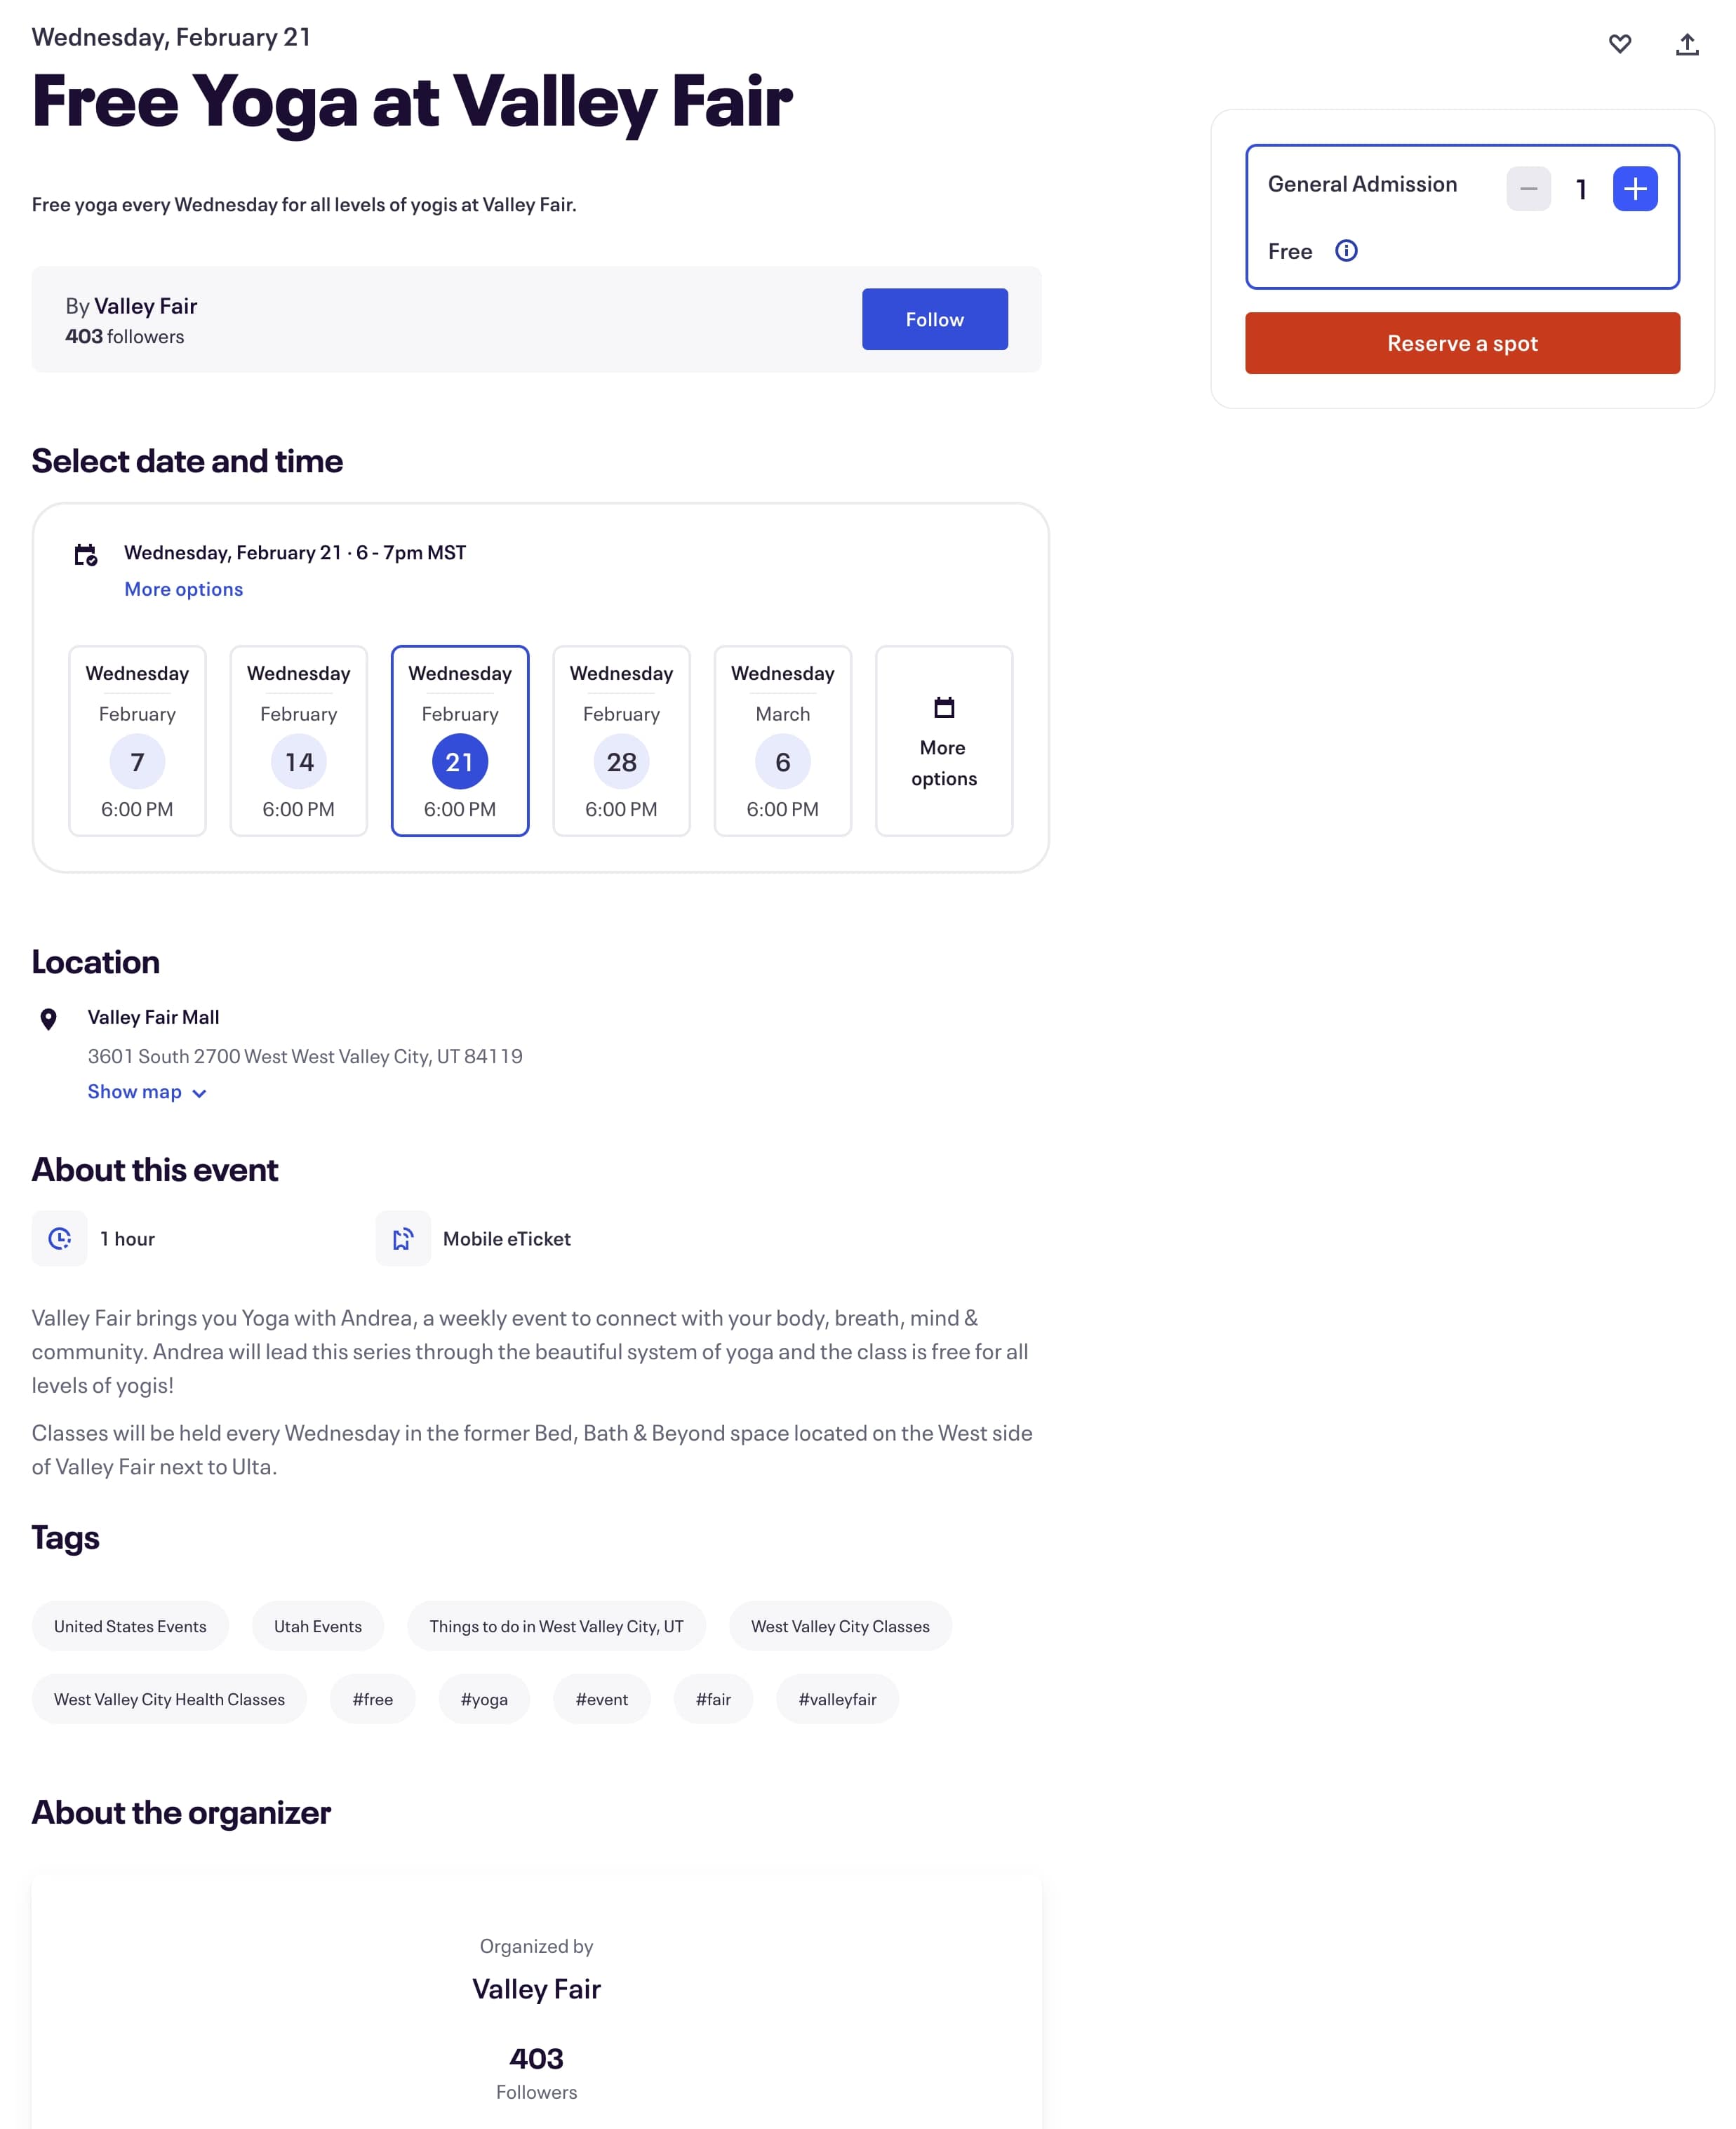 Wednesday, February 21
Free Yoga at Valley Fair
Free yoga every Wednesday for all levels of yogis at Valley Fair.
By Valley Fair
403 followers
Follow
General Admission
1
Free
Reserve a spot
Select date and time
Wednesday, February 21 · 6 - 7pm MST
More options
Wednesday
February
7
6:00 PM
Wednesday
February
14
6:00 PM
Wednesday
February
21
6:00 PM
Wednesday
February
28
6:00 PM
Wednesday
March
6
6:00 PM
More
options
Location
Valley Fair Mall
3601 South 2700 West West Valley City, UT 84119
Show map
About this event
1 hour
Mobile eTicket
Valley Fair brings you Yoga with Andrea, a weekly event to connect with your body, breath, mind &
community. Andrea will lead this series through the beautiful system of yoga and the class is free for all
levels of yogis!
Classes will be held every Wednesday in the former Bed, Bath & Beyond space located on the West side
of Valley Fair next to Ulta.
Tags
United States Events
Utah Events
Things to do in West Valley City, UT
West Valley City Classes
West Valley City Health Classes
#free
#yoga
#event
#fair
#valleyfair
About the organizer
Organized by
Valley Fair
403
Followers